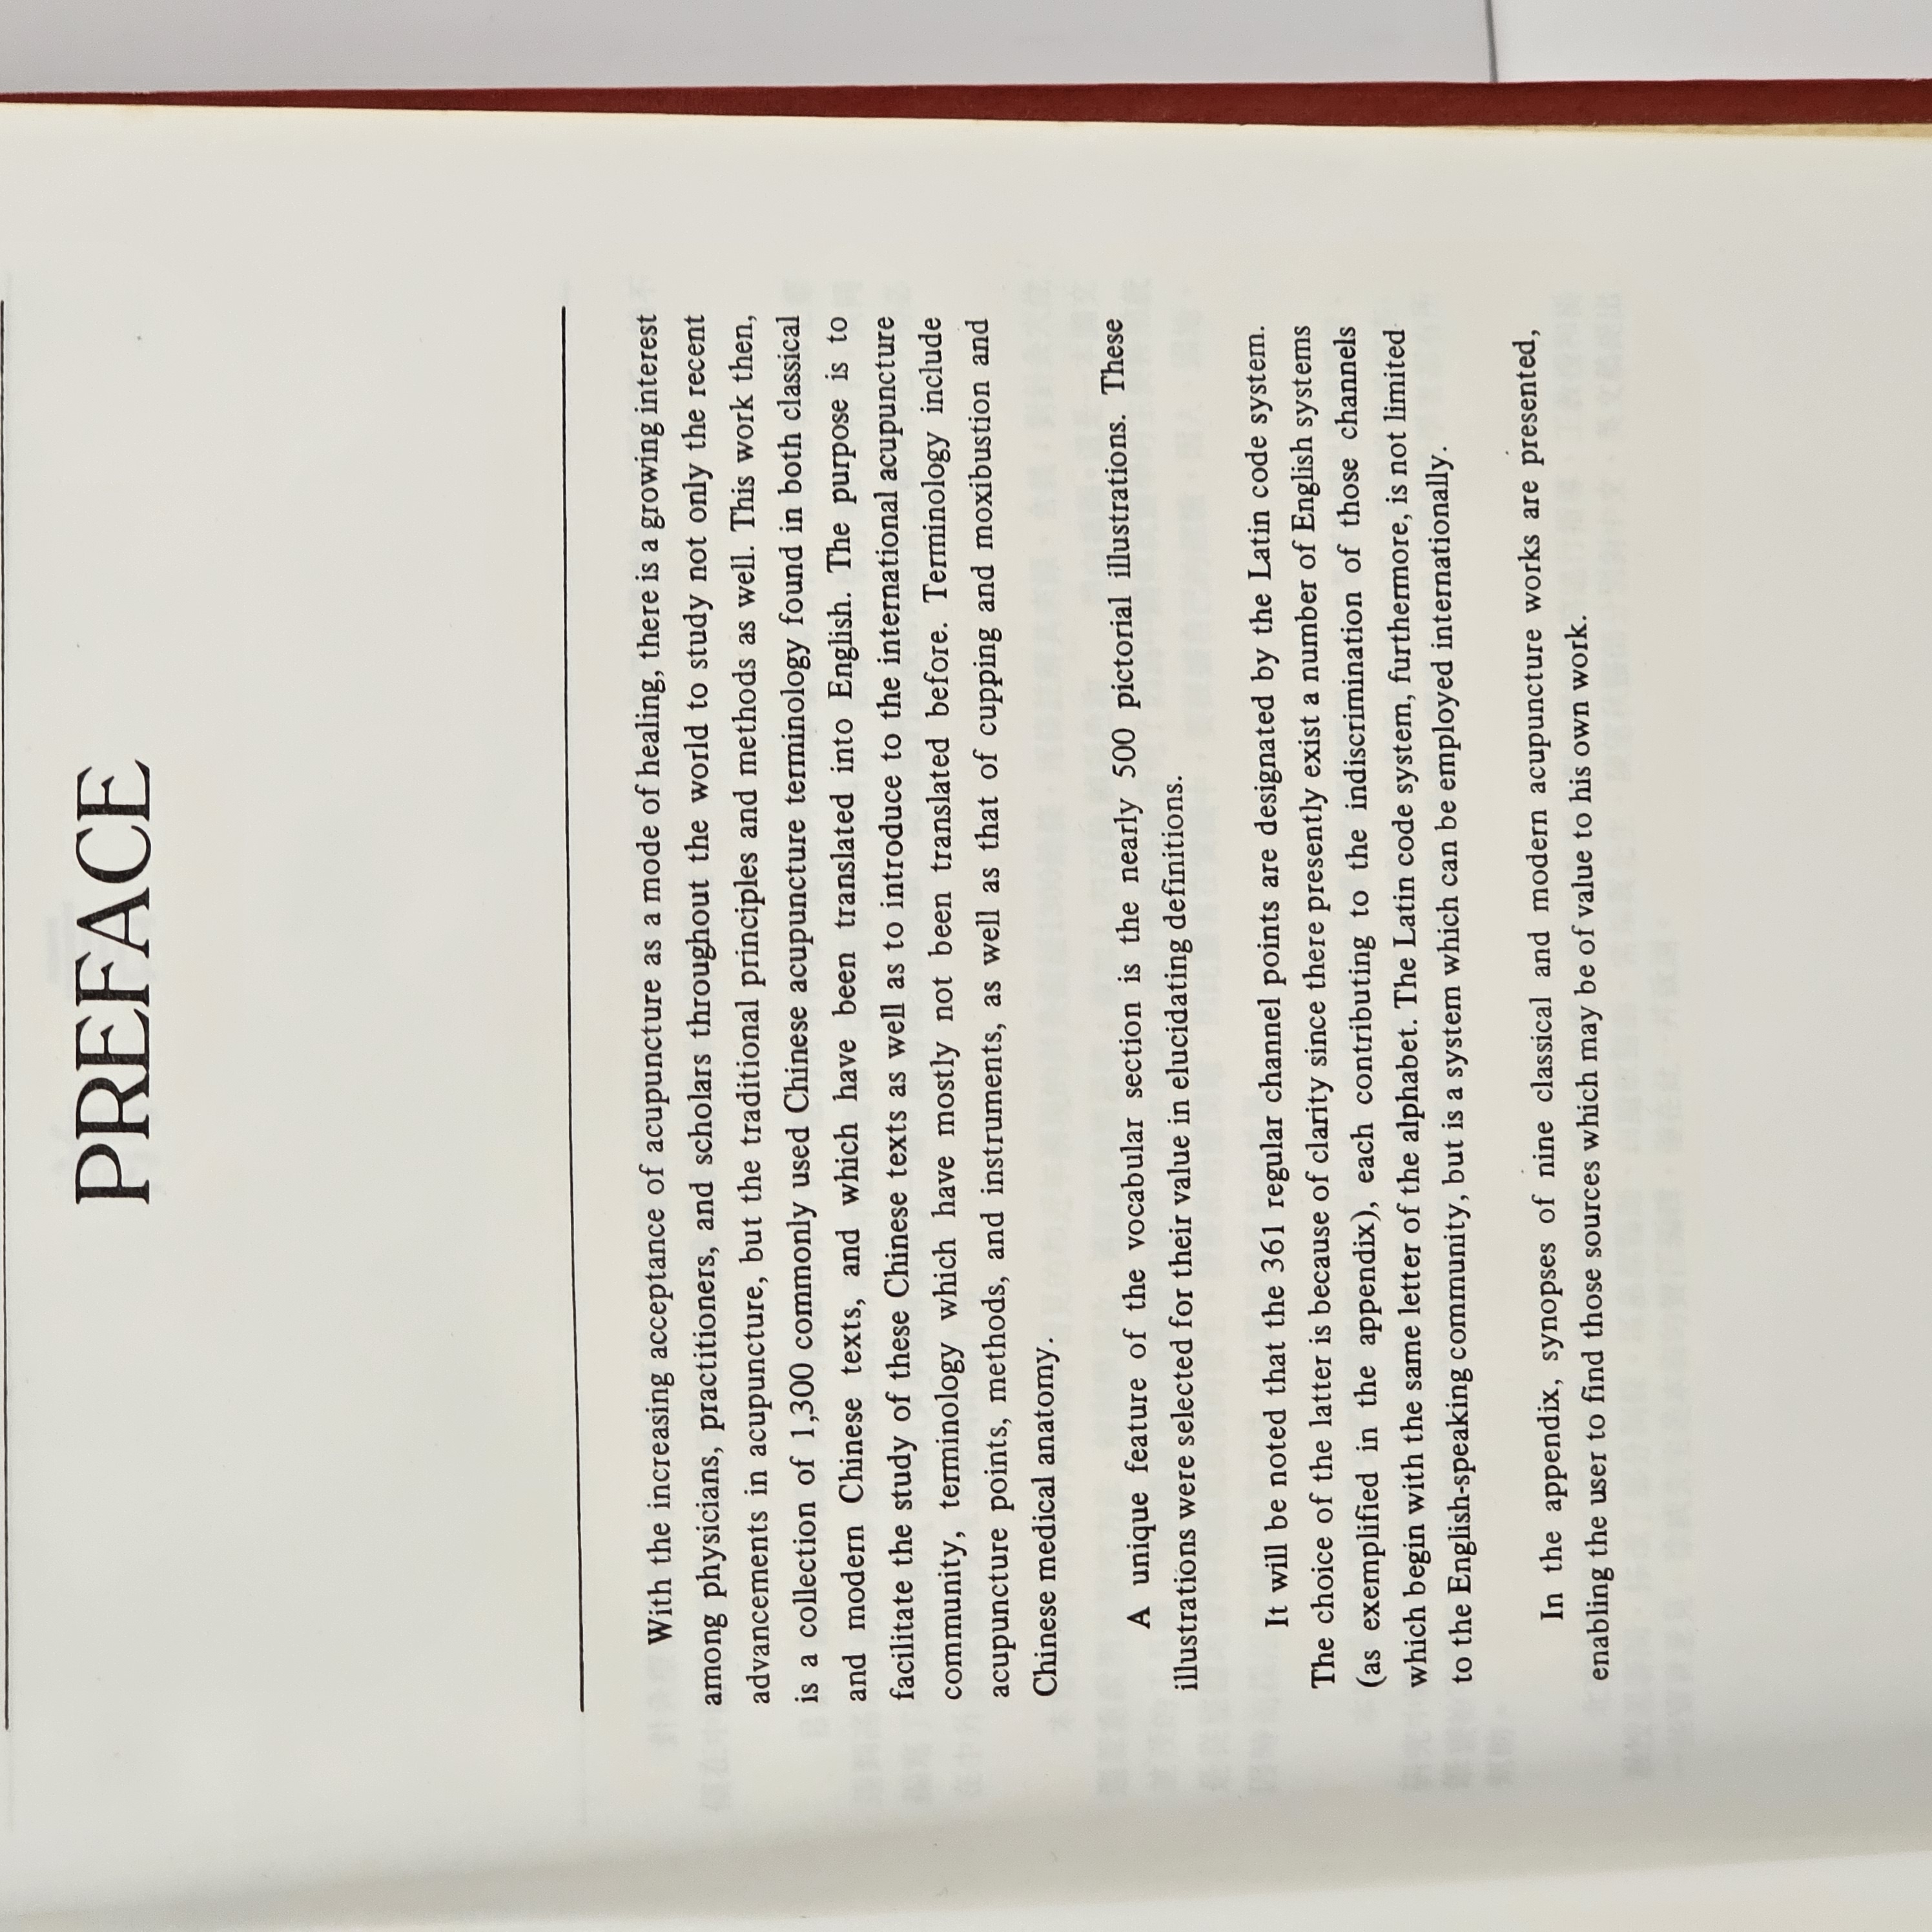 PREFACE
With the increasing acceptance of acupuncture as a mode of healing, there is a growing interest
among physicians, practitioners, and scholars throughout the world to study not only the recent
advancements in acupuncture, but the traditional principles and methods as well. This work then,
is a collection of 1,300 commonly used Chinese acupuncture terminology found in both classical
and modern Chinese texts, and which have been translated into English. The purpose is to
facilitate the study of these Chinese texts as well as to introduce to the international acupuncture
community, terminology which have mostly not been translated before. Terminology include
acupuncture points, methods, and instruments, as well as that of cupping and moxibustion and
Chinese medical anatomy.
A unique feature of the vocabular section is the nearly 500 pictorial illustrations. These
illustrations were selected for their value in elucidating definitions.
It will be noted that the 361 regular channel points are designated by the Latin code system.
The choice of the latter is because of clarity since there presently exist a number of English systems
(as exemplified in the appendix), each contributing to the indiscrimination of those channels
which begin with the same letter of the alphabet. The Latin code system, furthermore, is not limited
to the English-speaking community, but is a system which can be employed internationally.
In the appendix, synopses of nine classical and modern acupuncture works are presented,
enabling the user to find those sources which may be of value to his own work.